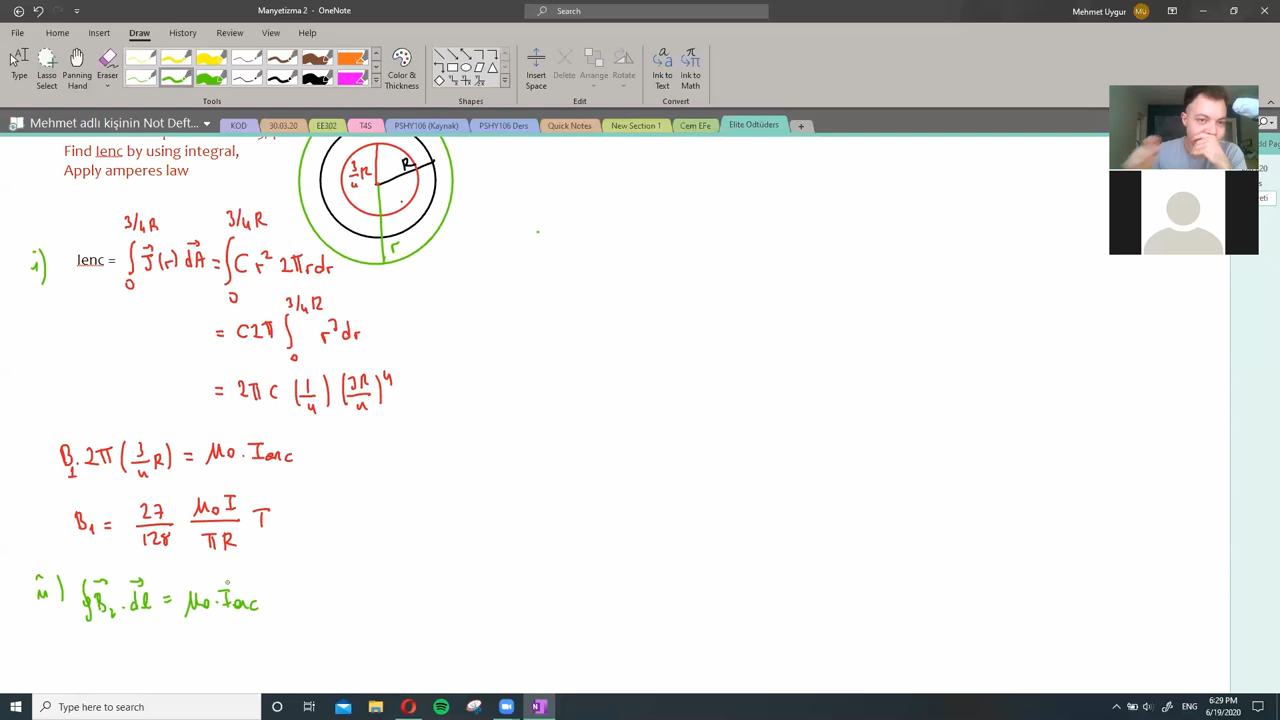 Manyetizma 2 - OneNote
Search
Mehmet Uygur MU
File Home Insert Draw History Review View Help
Type
Lasso Select
Panning Hand
Eraser
Color & Thickness
Insert Space
Delete
Arrange
Rotate
Ink to Text
Ink to Math
Tools
Shapes
Edit
Convert
Mehmet adlı kişinin Not Deft...
KOD
30.03.20
EE302
T4S
PSHY106 (Kaynak)
PSHY106 Ders
Quick Notes
New Section 1
Cem EFe
Elite Odtüders
Find Ienc by using integral,
Apply amperes law
3/4 R
R
r
i) Ienc = ∫₀^{3/4R} J⃗(r) dA⃗ = ∫₀^{3/4R} C r² 2πr dr
= C2π ∫₀^{3/4R} r³ dr
= 2π C (1/4) (3R/4)⁴
B₁ · 2π (3/4 R) = μ₀ · Ienc
B₁ = 27/128 μ₀I/πR T
ii) ∮ B⃗₂ · dl⃗ = μ₀ · Ienc
Type here to search
6:29 PM
6/19/2020